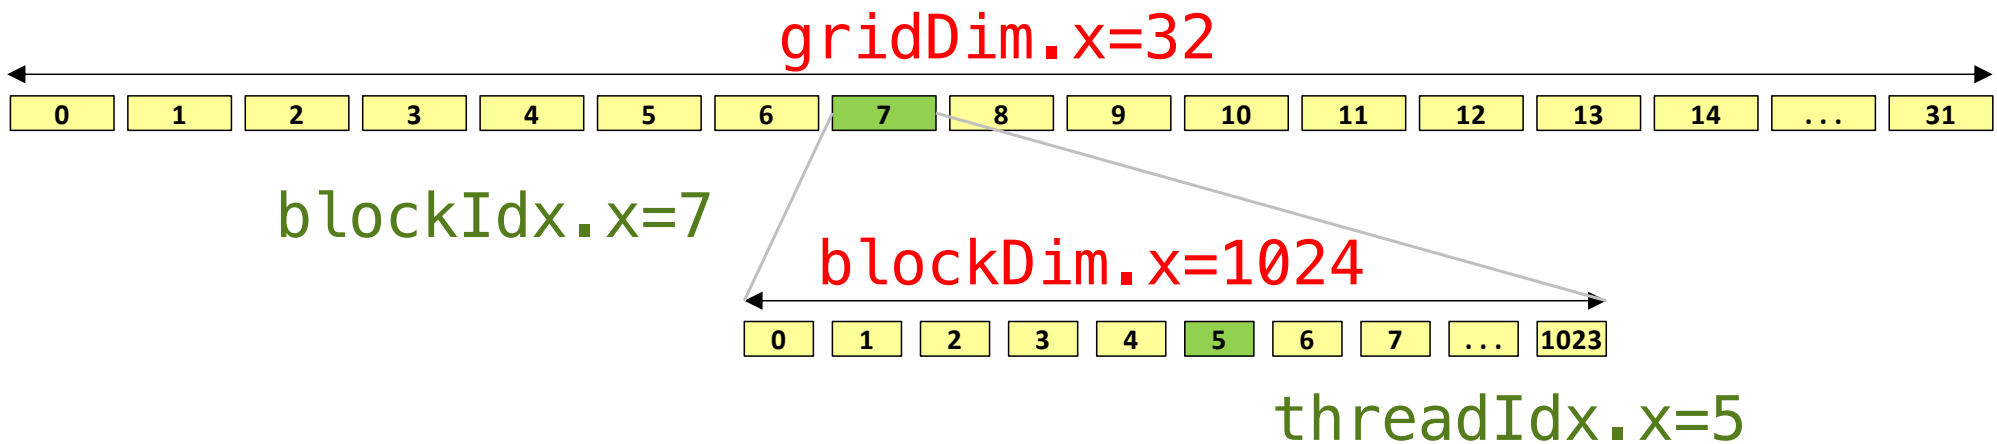 gridDim.x=32
0 1 2 3 4 5 6 7 8 9 10 11 12 13 14 ... 31
blockIdx.x=7
blockDim.x=1024
0 1 2 3 4 5 6 7 ... 1023
threadIdx.x=5